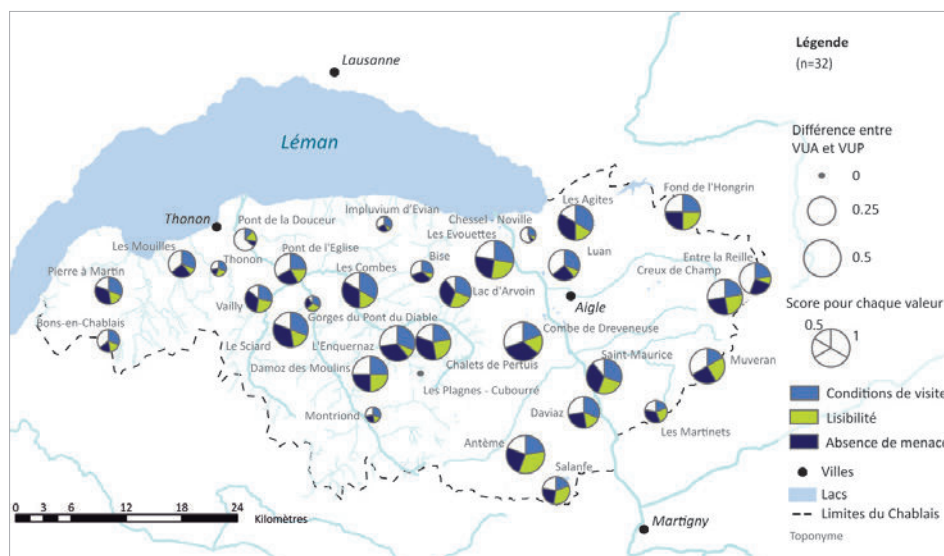 Lausanne
Léman
Thonon
Pont de la Douceur
Impluvium d'Evian
Chessel - Noville
Les Agites
Fond de l'Hongrin
Les Mouilles
Thonon
Pont de l'Eglise
Les Evouettes
Bise
Luan
Entre la Reille
Creux de Champ
Pierre à Martin
Les Combes
Lac d'Arvoin
Vailly
Aigle
Bons-en-Chablais
Gorges du Pont du Diable
Combe de Dreveneuse
Le Sciard
L'Enquernaz
Saint-Maurice
Muveran
Damoz des Moulins
Chalets de Pertuis
Les Plagnes - Cubourré
Montriond
Daviaz
Les Martinets
Antème
Salanfe
Martigny
0 3 6 12 18 24
Kilomètres
Légende
(n=32)
Différence entre
VUA et VUP
0
0.25
0.5
Score pour chaque valeur
0.5
1
Conditions de visite
Lisibilité
Absence de menace
Villes
Lacs
Limites du Chablais
Toponyme